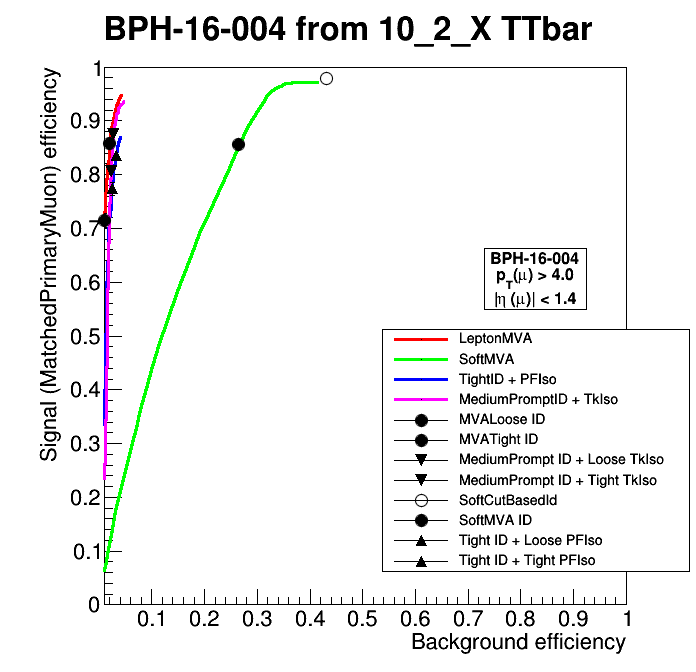 BPH-16-004 from 10_2_X TTbar
Signal (MatchedPrimaryMuon) efficiency
1
0.9
0.8
0.7
0.6
0.5
0.4
0.3
0.2
0.1
0
0.1 0.2 0.3 0.4 0.5 0.6 0.7 0.8 0.9 1
Background efficiency
BPH-16-004
p_T(μ) > 4.0
|η (μ)| < 1.4
LeptonMVA
SoftMVA
TightID + PFIso
MediumPromptID + TkIso
MVALoose ID
MVATight ID
MediumPrompt ID + Loose TkIso
MediumPrompt ID + Tight TkIso
SoftCutBasedId
SoftMVA ID
Tight ID + Loose PFIso
Tight ID + Tight PFIso